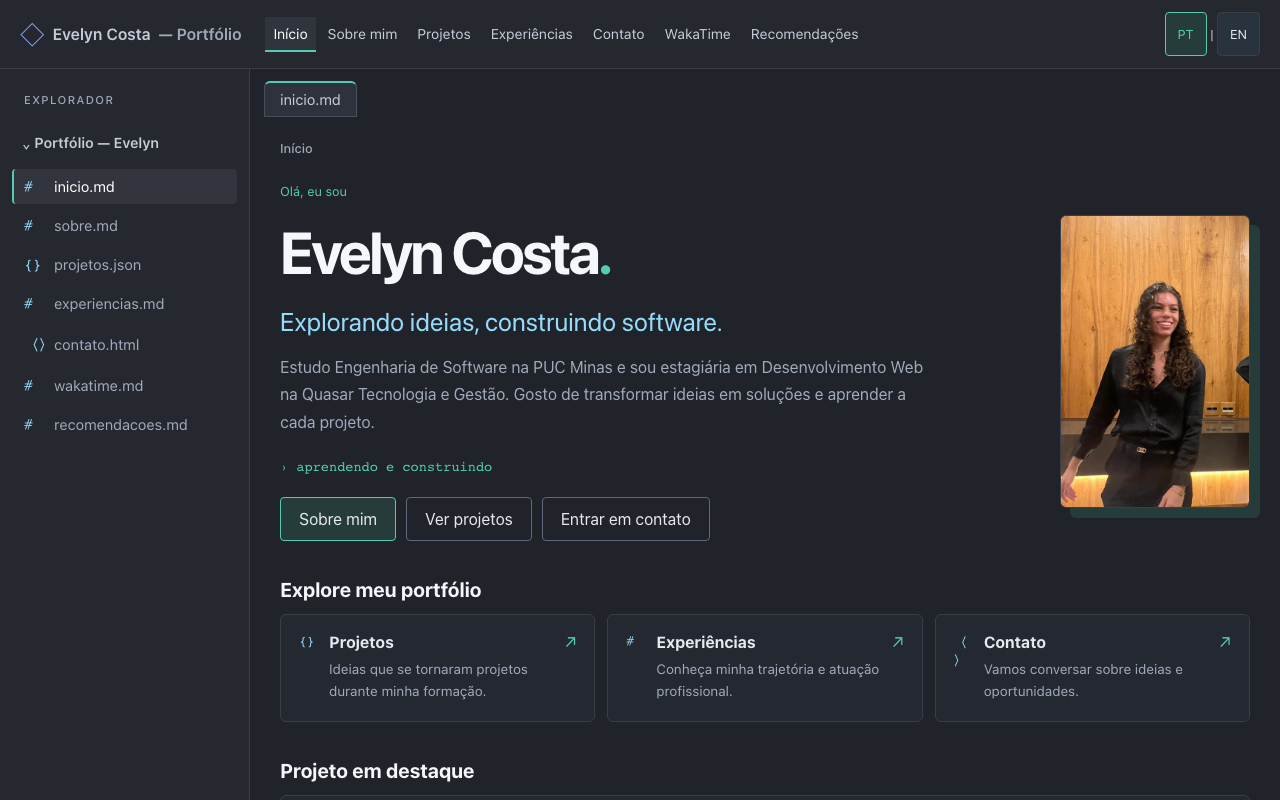 Evelyn Costa — Portfólio
Início
Sobre mim
Projetos
Experiências
Contato
WakaTime
Recomendações
PT | EN
EXPLORADOR
⌄ Portfólio — Evelyn
# inicio.md
# sobre.md
{} projetos.json
# experiencias.md
⟨⟩ contato.html
# wakatime.md
# recomendacoes.md
inicio.md
Início
Olá, eu sou
Evelyn Costa.
Explorando ideias, construindo software.
Estudo Engenharia de Software na PUC Minas e sou estagiária em Desenvolvimento Web
na Quasar Tecnologia e Gestão. Gosto de transformar ideias em soluções e aprender a
cada projeto.
› aprendendo e construindo
Sobre mim
Ver projetos
Entrar em contato
Explore meu portfólio
{} Projetos ↗
Ideias que se tornaram projetos
durante minha formação.
# Experiências ↗
Conheça minha trajetória e atuação
profissional.
⟨⟩ Contato ↗
Vamos conversar sobre ideias e
oportunidades.
Projeto em destaque